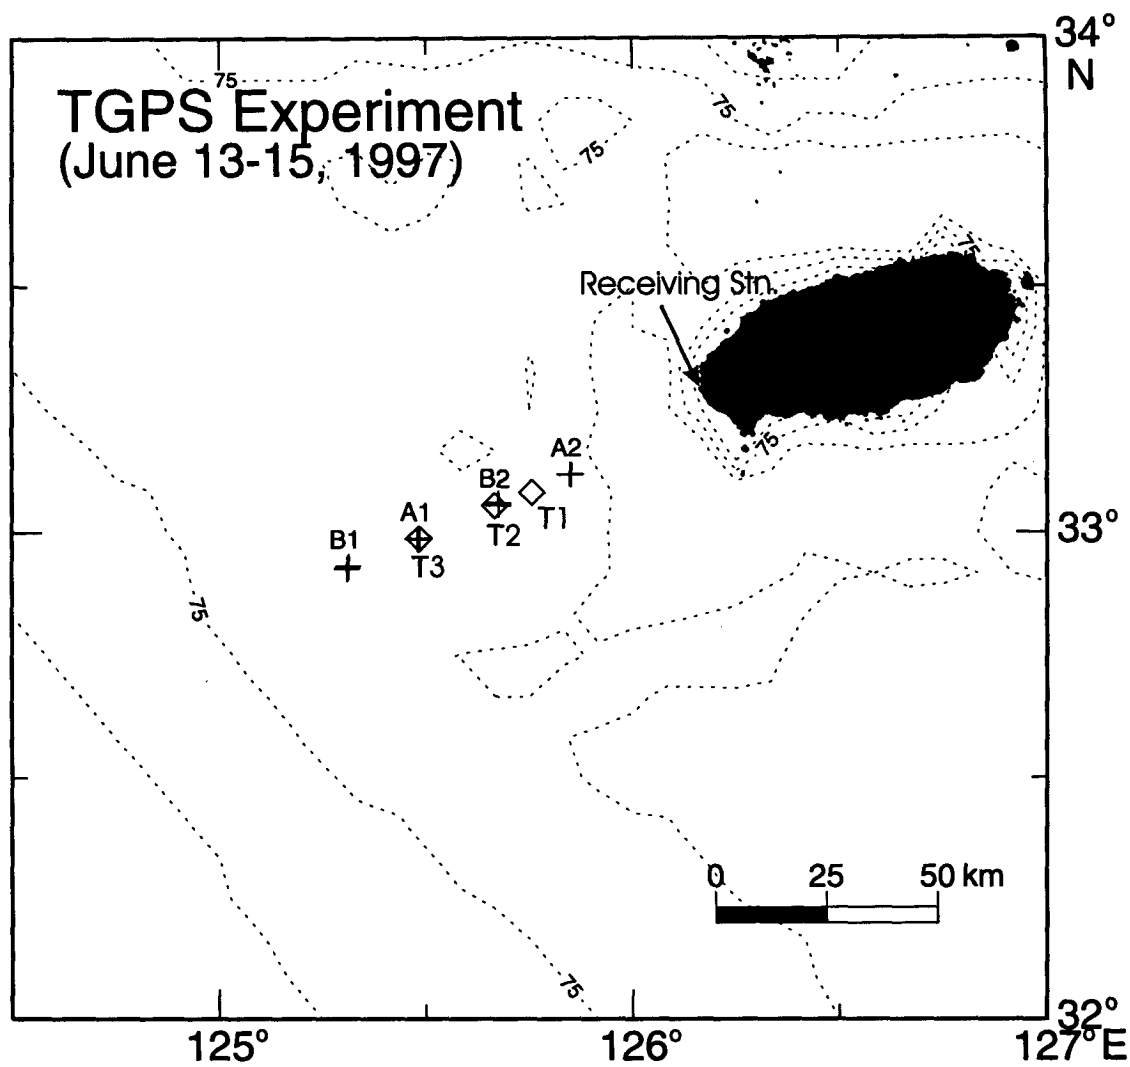 34°
N
75
TGPS Experiment
75
(June 13-15, 1997)
75
75
Receiving Stn.
75
A2
B2
T1
A1
T2
33°
B1
T3
75
0 25 50 km
75
32°
125° 126° 127°E